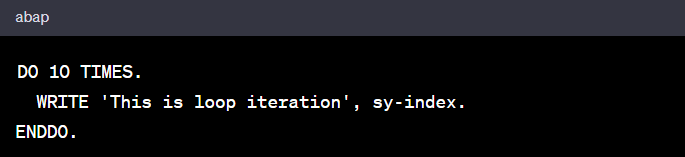 abap
DO 10 TIMES.
WRITE 'This is loop iteration', sy-index.
ENDDO.